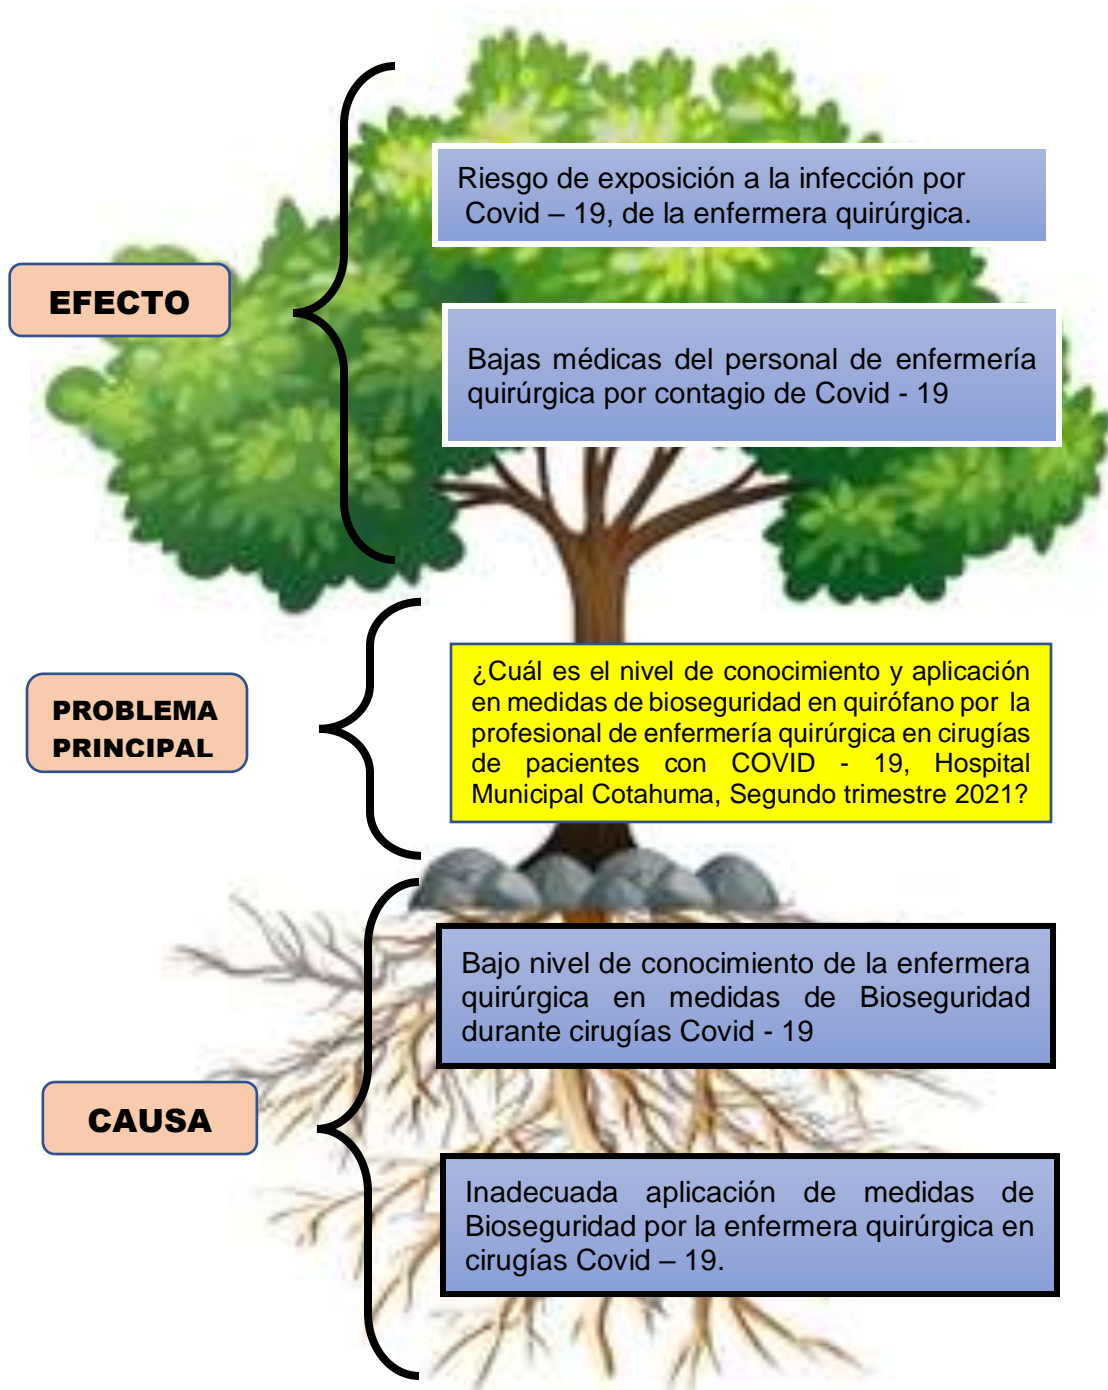 Riesgo de exposición a la infección por
Covid – 19, de la enfermera quirúrgica.
EFECTO
Bajas médicas del personal de enfermería
quirúrgica por contagio de Covid - 19
PROBLEMA
PRINCIPAL
¿Cuál es el nivel de conocimiento y aplicación
en medidas de bioseguridad en quirófano por la
profesional de enfermería quirúrgica en cirugías
de pacientes con COVID - 19, Hospital
Municipal Cotahuma, Segundo trimestre 2021?
Bajo nivel de conocimiento de la enfermera
quirúrgica en medidas de Bioseguridad
durante cirugías Covid - 19
CAUSA
Inadecuada aplicación de medidas de
Bioseguridad por la enfermera quirúrgica en
cirugías Covid – 19.